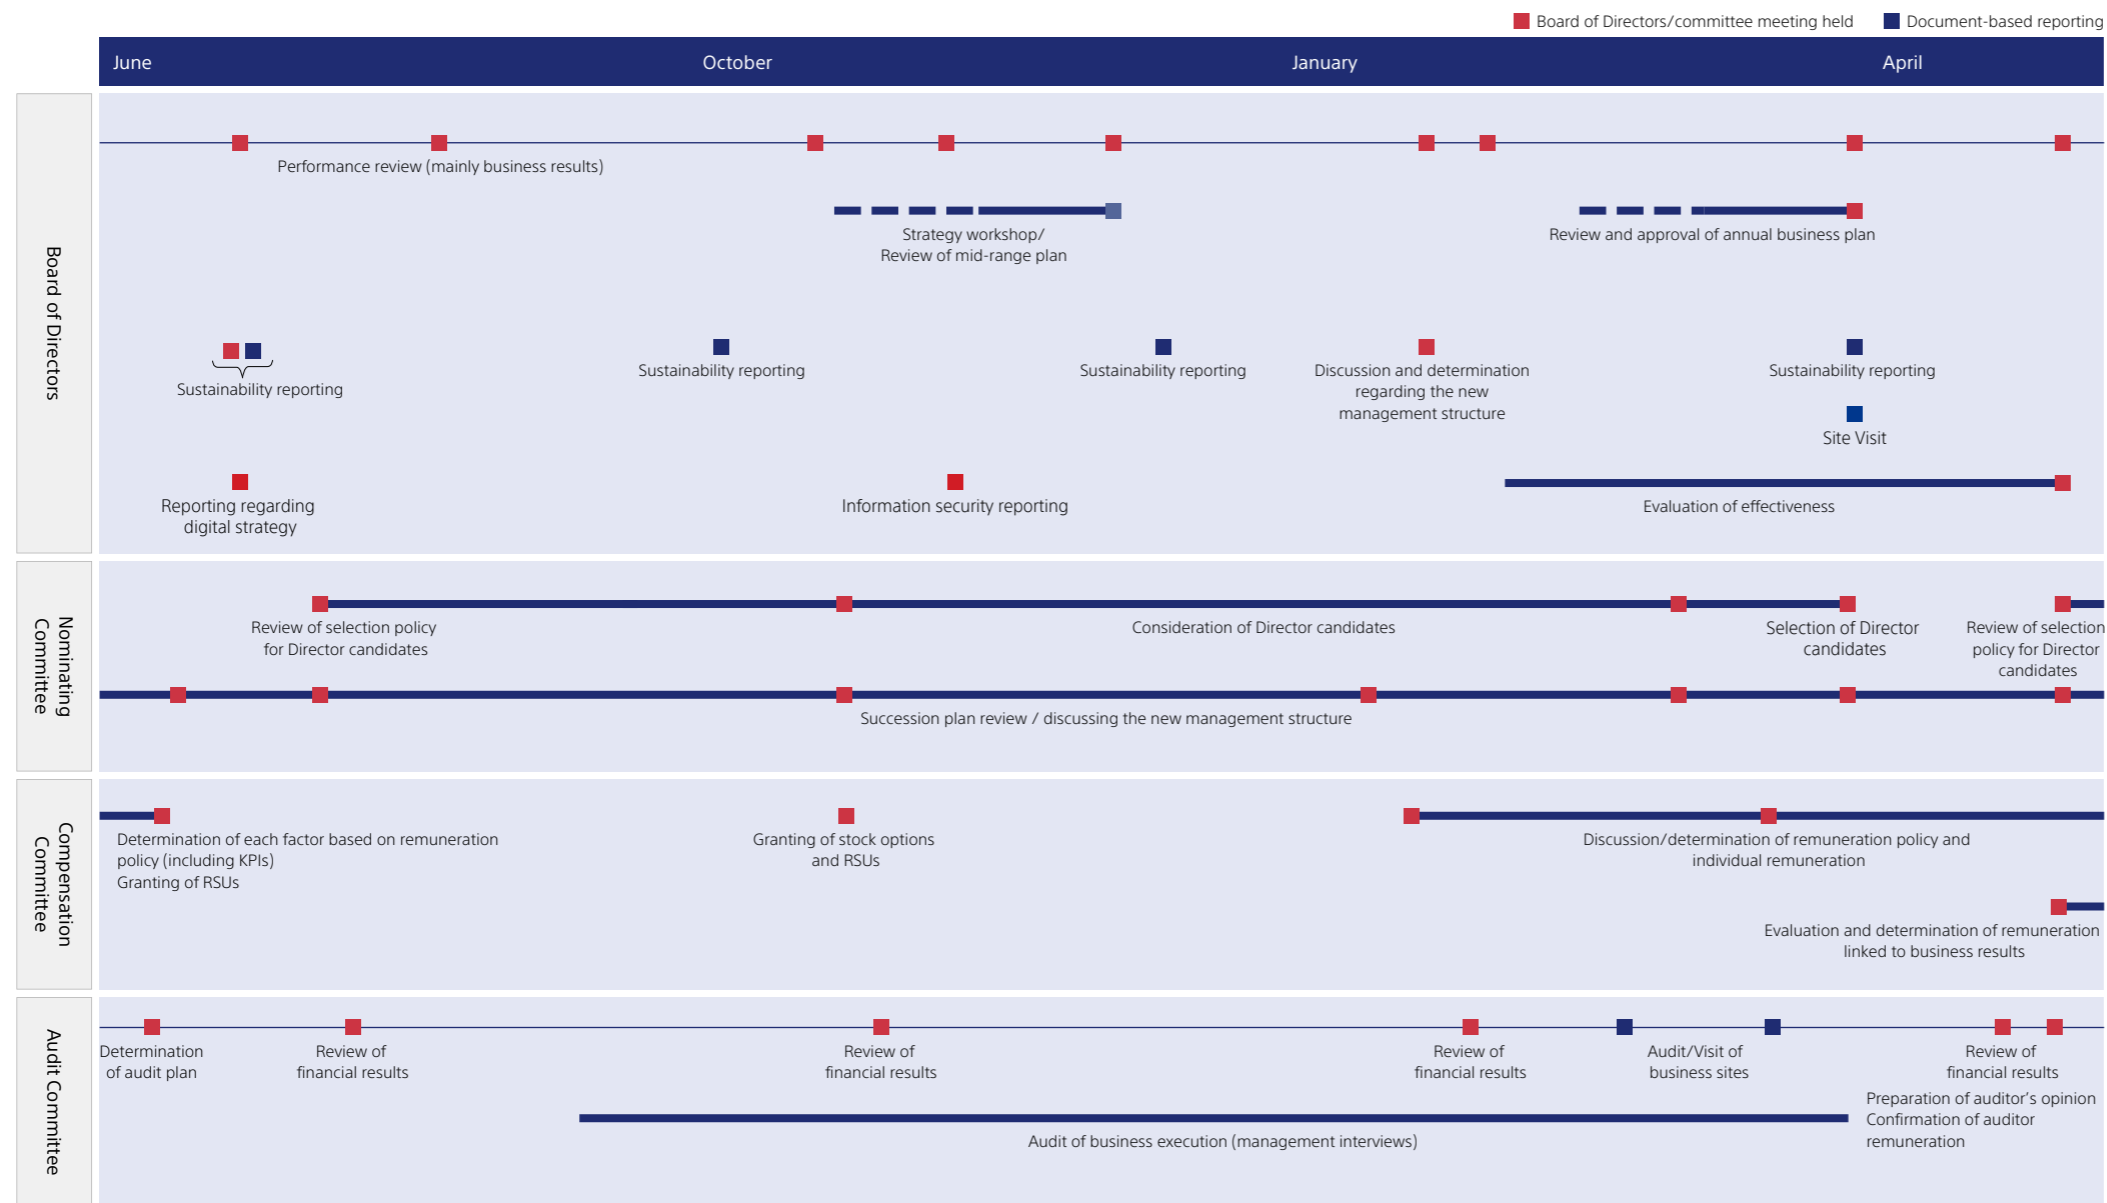 Board of Directors/committee meeting held
Document-based reporting
June
October
January
April
Board of Directors
Performance review (mainly business results)
Strategy workshop/
Review of mid-range plan
Review and approval of annual business plan
Sustainability reporting
Sustainability reporting
Sustainability reporting
Discussion and determination
regarding the new
management structure
Sustainability reporting
Site Visit
Reporting regarding
digital strategy
Information security reporting
Evaluation of effectiveness
Nominating
Committee
Review of selection policy
for Director candidates
Consideration of Director candidates
Selection of Director
candidates
Review of selection
policy for Director
candidates
Succession plan review / discussing the new management structure
Compensation
Committee
Determination of each factor based on remuneration
policy (including KPIs)
Granting of RSUs
Granting of stock options
and RSUs
Discussion/determination of remuneration policy and
individual remuneration
Evaluation and determination of remuneration
linked to business results
Audit Committee
Determination
of audit plan
Review of
financial results
Review of
financial results
Review of
financial results
Audit/Visit of
business sites
Review of
financial results
Preparation of auditor's opinion
Confirmation of auditor
remuneration
Audit of business execution (management interviews)